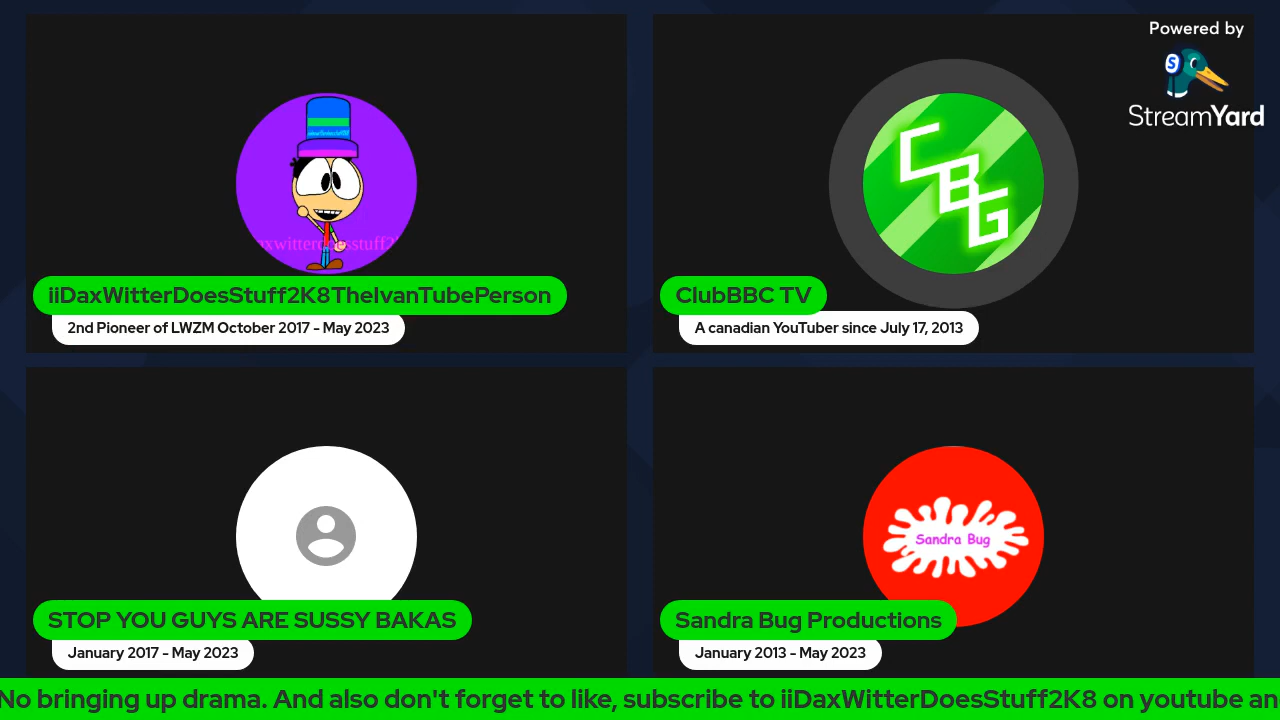 Powered by
S
StreamYard
axwitterdoesstuff2
iiDaxWitterDoesStuff2K8TheIvanTubePerson
2nd Pioneer of LWZM October 2017 - May 2023
CBG
ClubBBC TV
A canadian YouTuber since July 17, 2013
STOP YOU GUYS ARE SUSSY BAKAS
January 2017 - May 2023
Sandra Bug
Sandra Bug Productions
January 2013 - May 2023
No bringing up drama. And also don't forget to like, subscribe to iiDaxWitterDoesStuff2K8 on youtube an